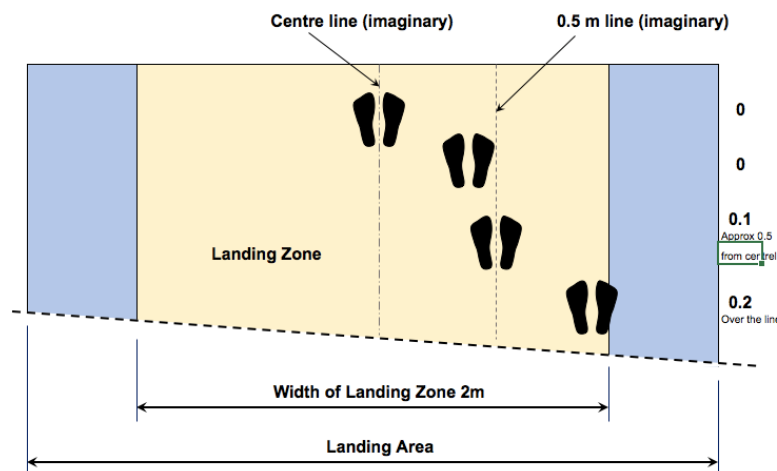 Centre line (imaginary)
0.5 m line (imaginary)
0
0
0.1
Approx 0.5
from centrel
Landing Zone
0.2
Over the line
Width of Landing Zone 2m
Landing Area